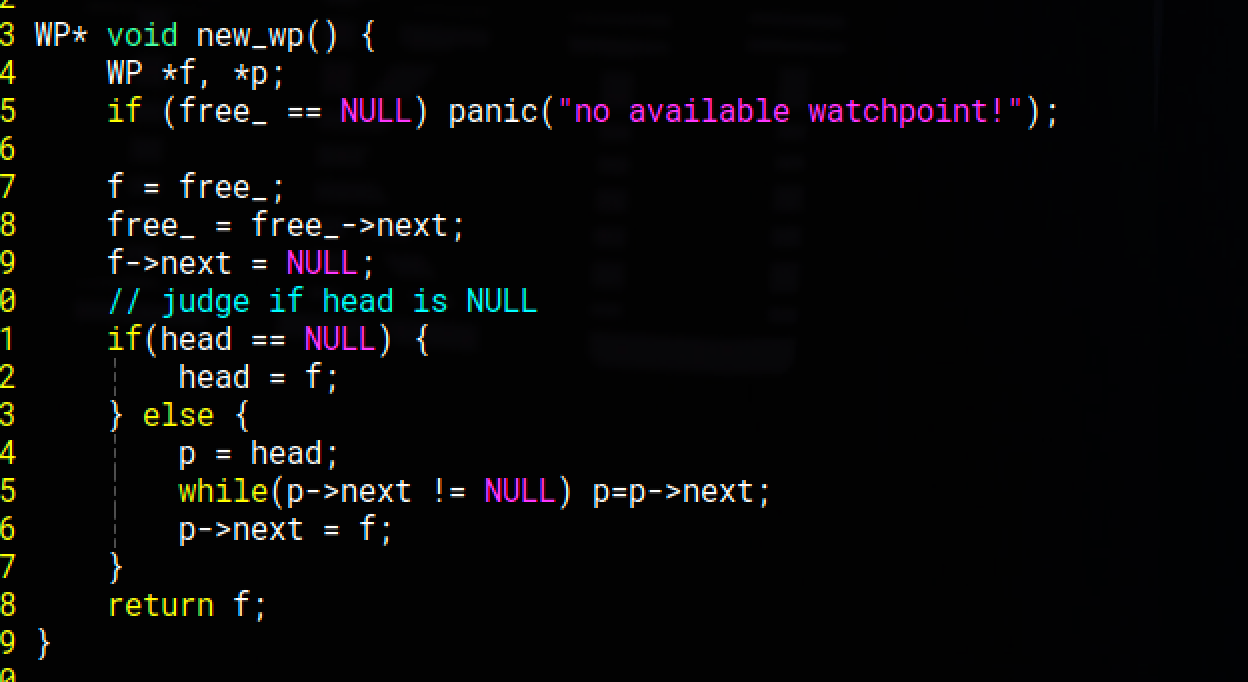 3 WP* void new_wp() {
4     WP *f, *p;
5     if (free_ == NULL) panic("no available watchpoint!");
6
7     f = free_;
8     free_ = free_->next;
9     f->next = NULL;
0     // judge if head is NULL
1     if(head == NULL) {
2         head = f;
3     } else {
4         p = head;
5         while(p->next != NULL) p=p->next;
6         p->next = f;
7     }
8     return f;
9 }